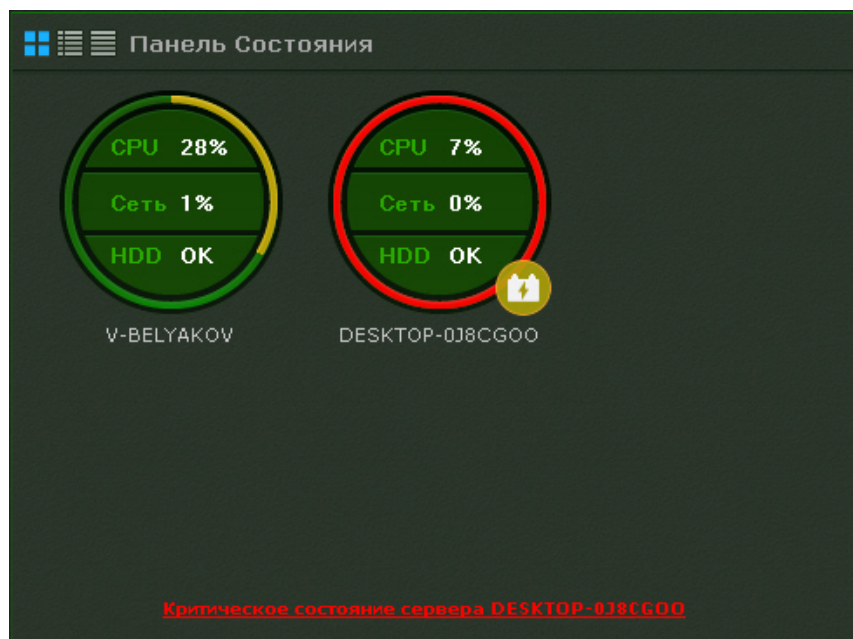 Панель Состояния
CPU 28%
Сеть 1%
HDD OK
V-BELYAKOV
CPU 7%
Сеть 0%
HDD OK
DESKTOP-0J8CGOO
Критическое состояние сервера DESKTOP-0J8CGOO